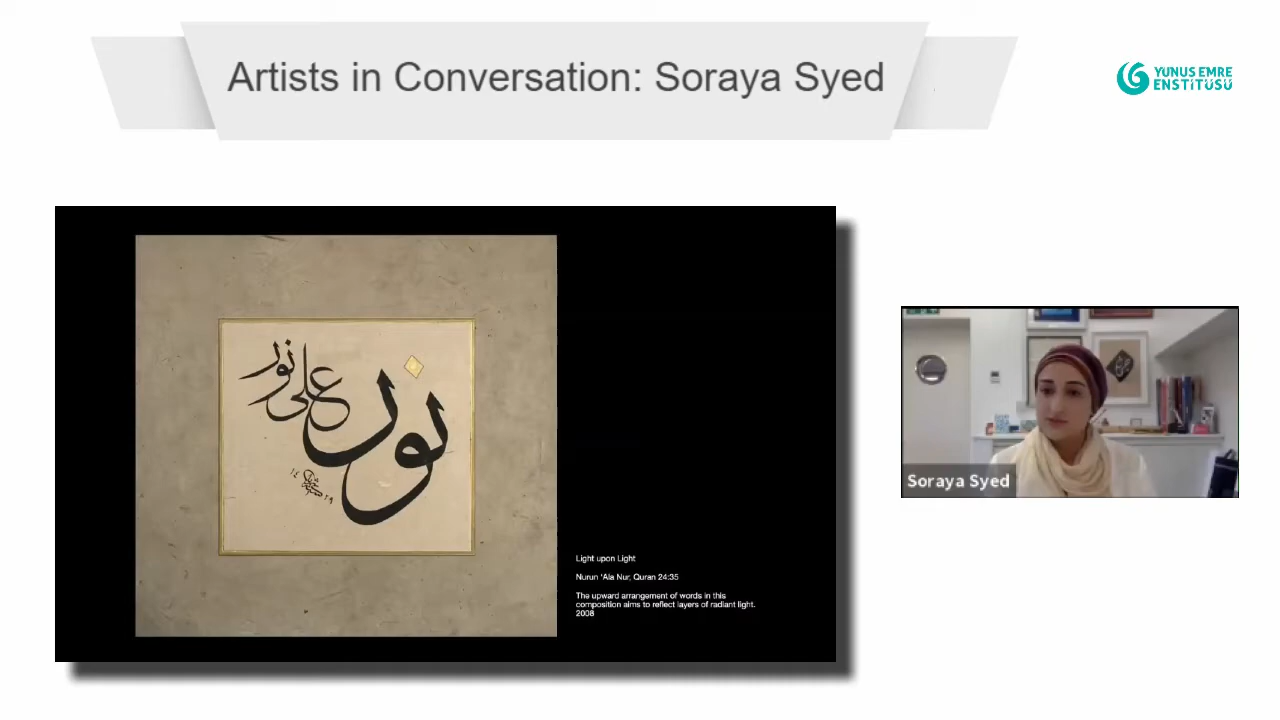 Artists in Conversation: Soraya Syed
YUNUS EMRE
ENSTİTÜSÜ
نور على نور
Light upon Light
Nurun 'Ala Nur, Quran 24:35
The upward arrangement of words in this
composition aims to reflect layers of radiant light.
2008
Soraya Syed